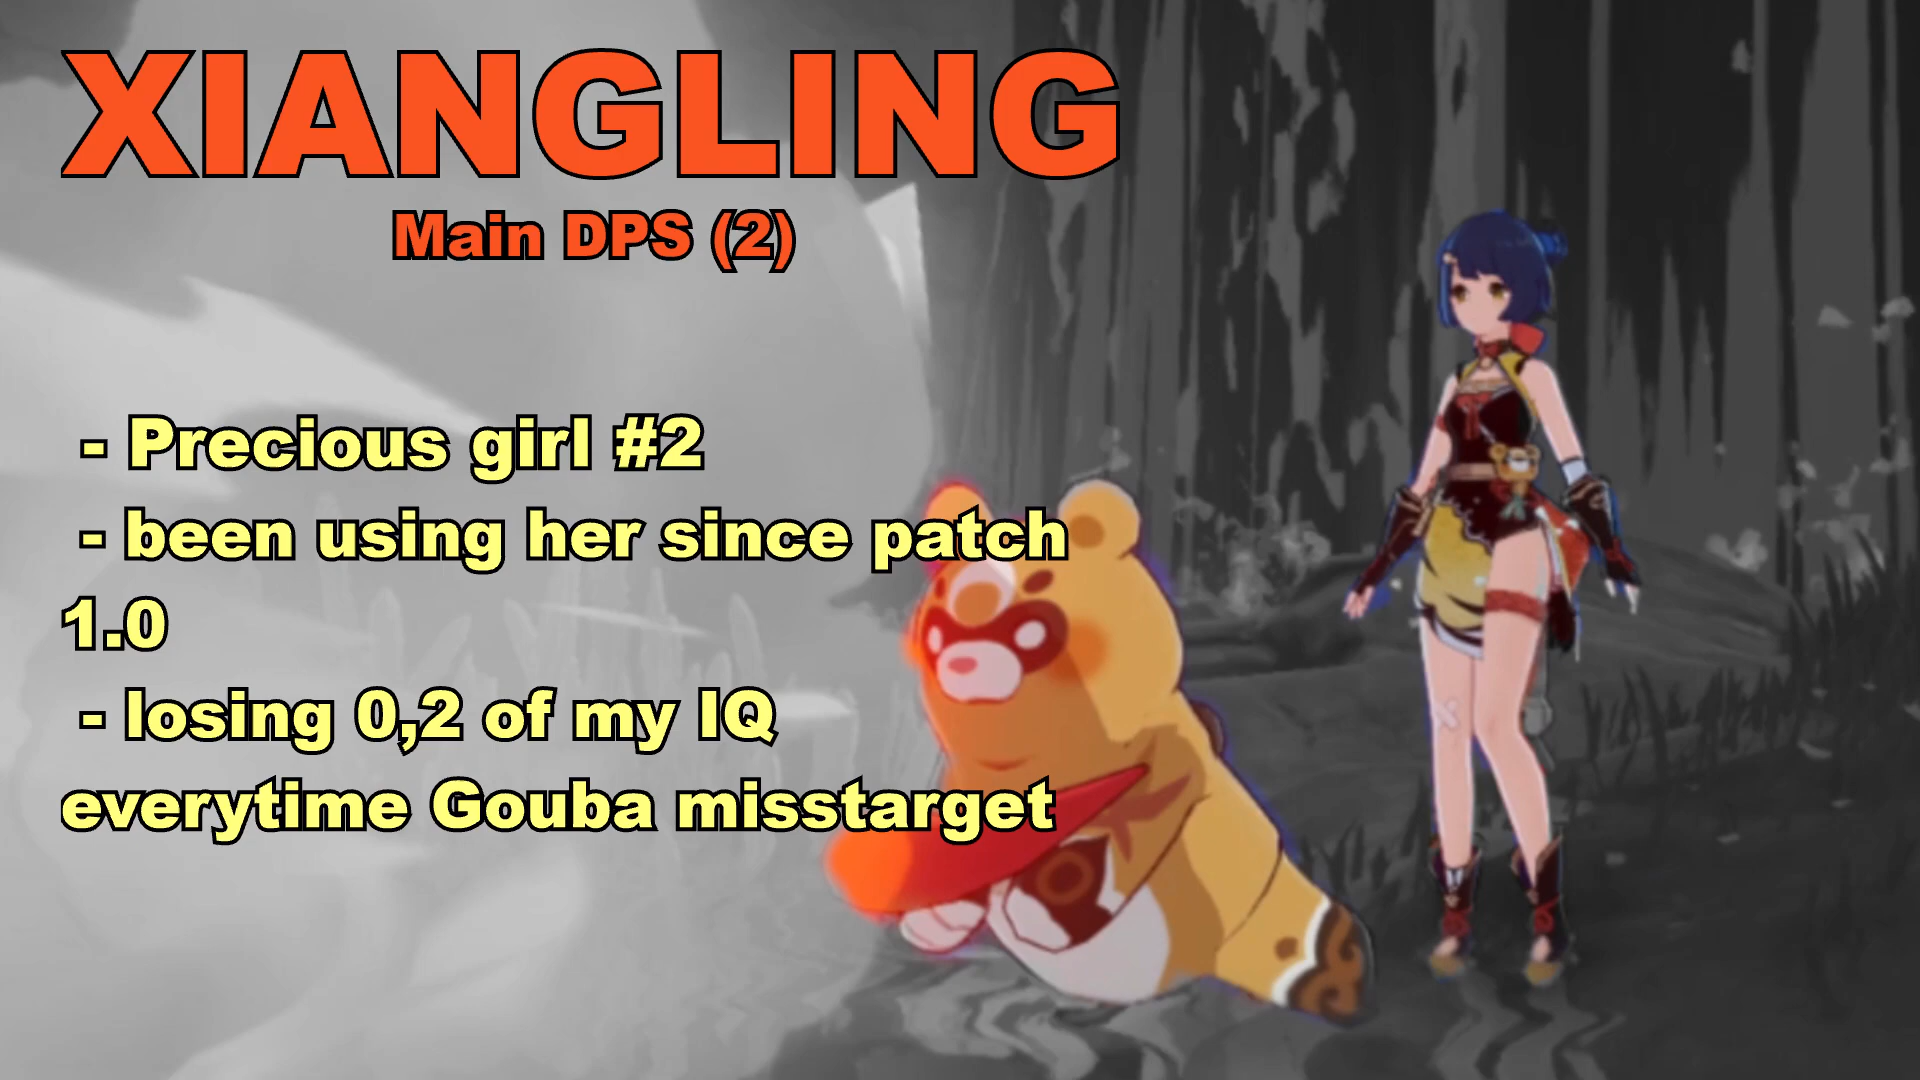 XIANGLING
Main DPS (2)
- Precious girl #2
- been using her since patch
1.0
- losing 0,2 of my IQ
everytime Gouba misstarget